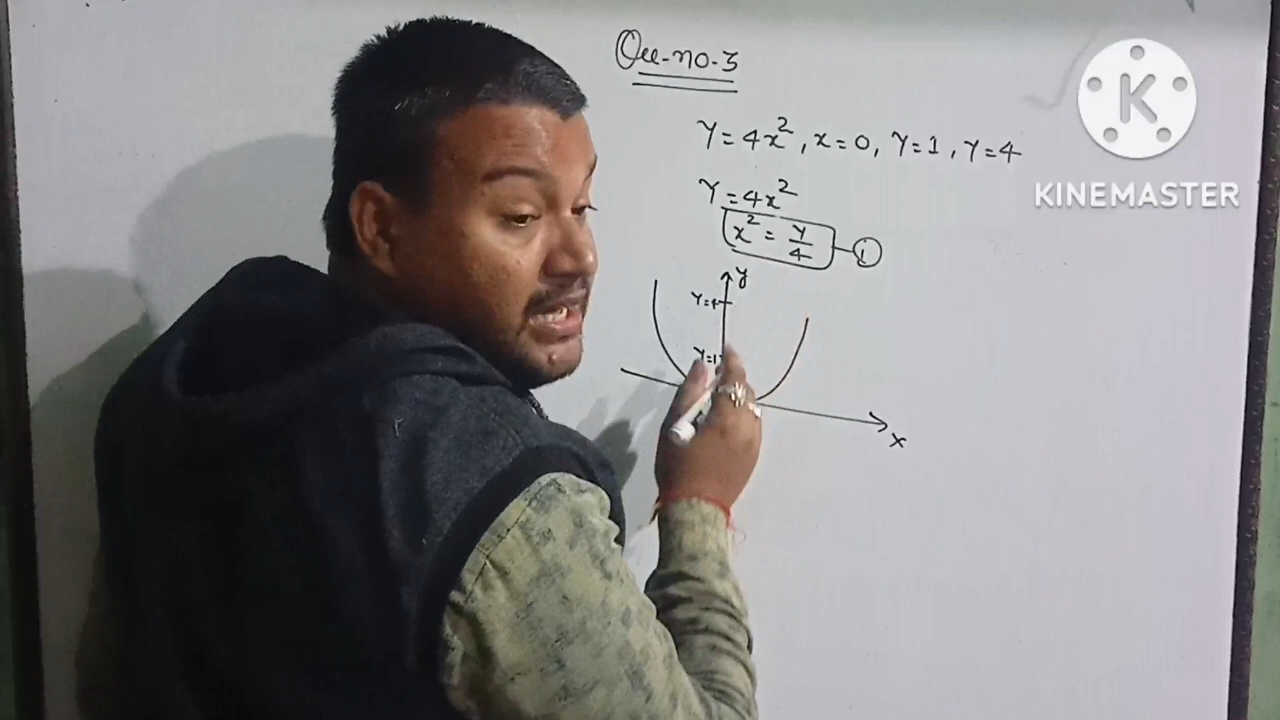 Que-no-3
y = 4x², x=0, y=1, y=4
y = 4x²
x² = y/4 — 1
y
y=4
y=1
x
K
KINEMASTER